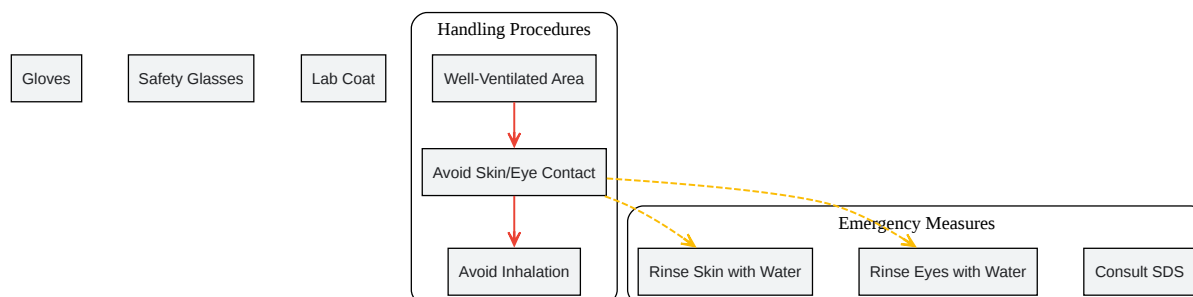 Handling Procedures
Gloves
Safety Glasses
Lab Coat
Well-Ventilated Area
Avoid Skin/Eye Contact
Emergency Measures
Avoid Inhalation
Rinse Skin with Water
Rinse Eyes with Water
Consult SDS